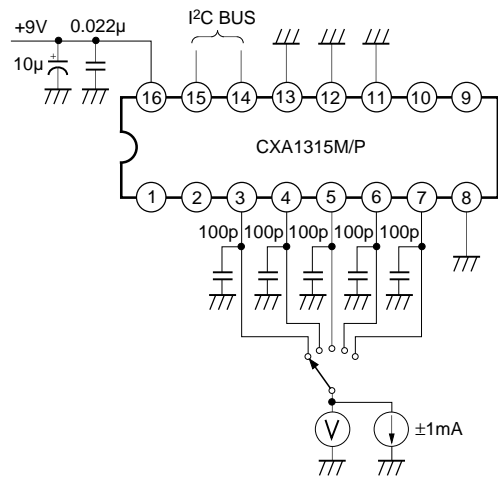 I²C BUS
+9V 0.022µ
10µ +
16 15 14 13 12 11 10 9
CXA1315M/P
1 2 3 4 5 6 7 8
100p 100p 100p 100p 100p
V ±1mA